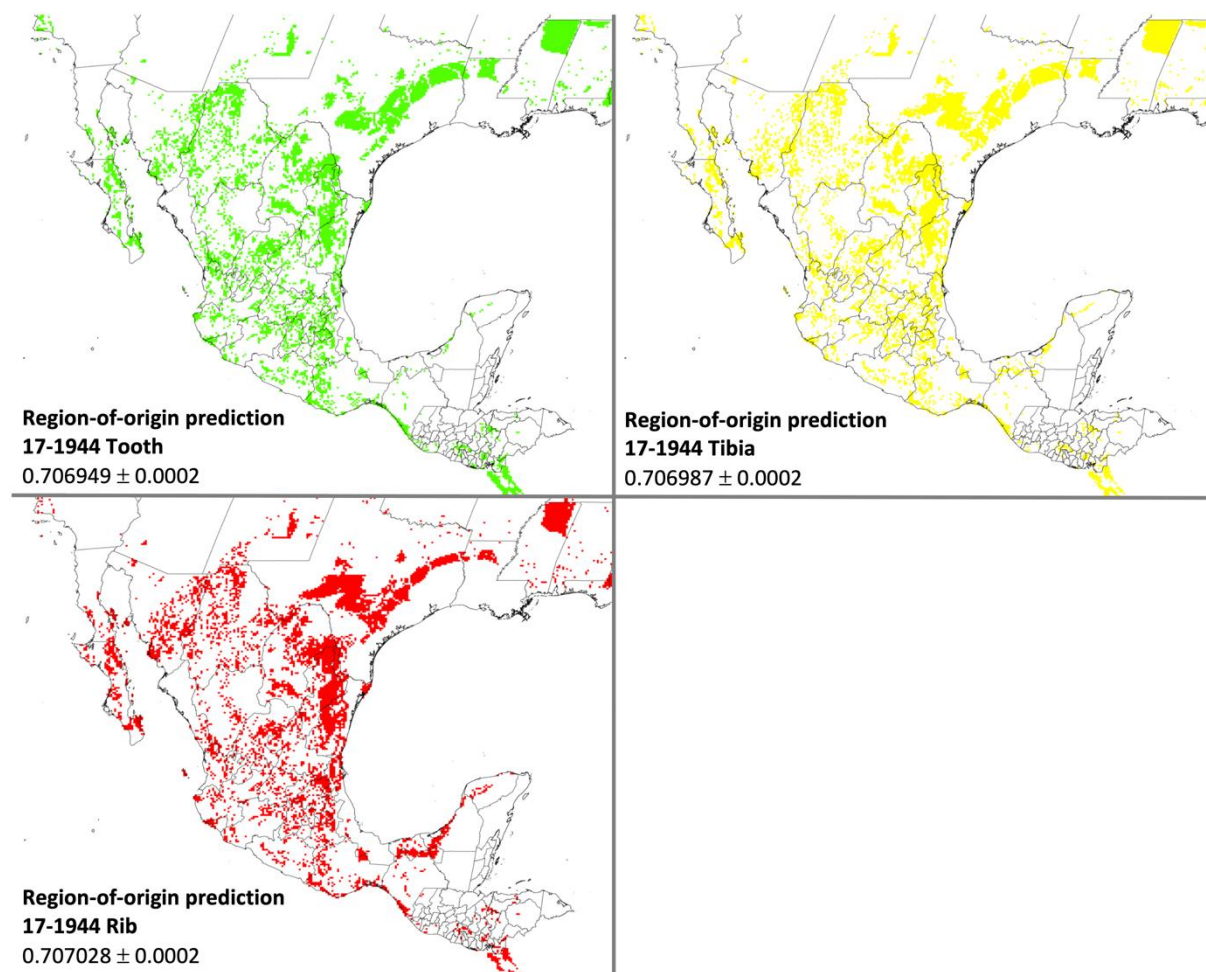 Region-of-origin prediction
17-1944 Tooth
0.706949 ± 0.0002
Region-of-origin prediction
17-1944 Tibia
0.706987 ± 0.0002
Region-of-origin prediction
17-1944 Rib
0.707028 ± 0.0002